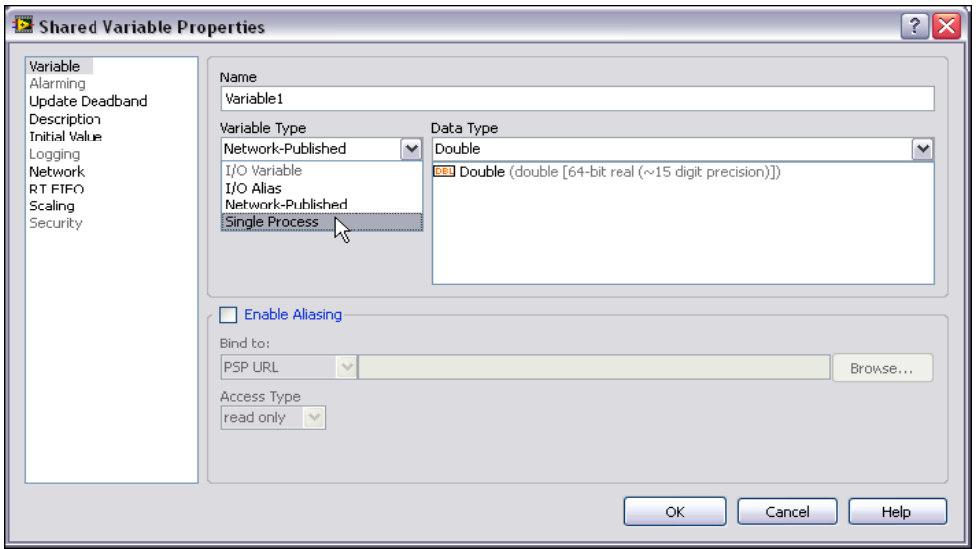 Shared Variable Properties
?
X
Variable
Alarming
Update Deadband
Description
Initial Value
Logging
Network
RT FIFO
Scaling
Security
Name
Variable1
Variable Type
Data Type
Network-Published
Double
I/O Variable
I/O Alias
Network-Published
Single Process
DBL Double (double [64-bit real (~15 digit precision)])
Enable Aliasing
Bind to:
PSP URL
Browse...
Access Type
read only
OK
Cancel
Help